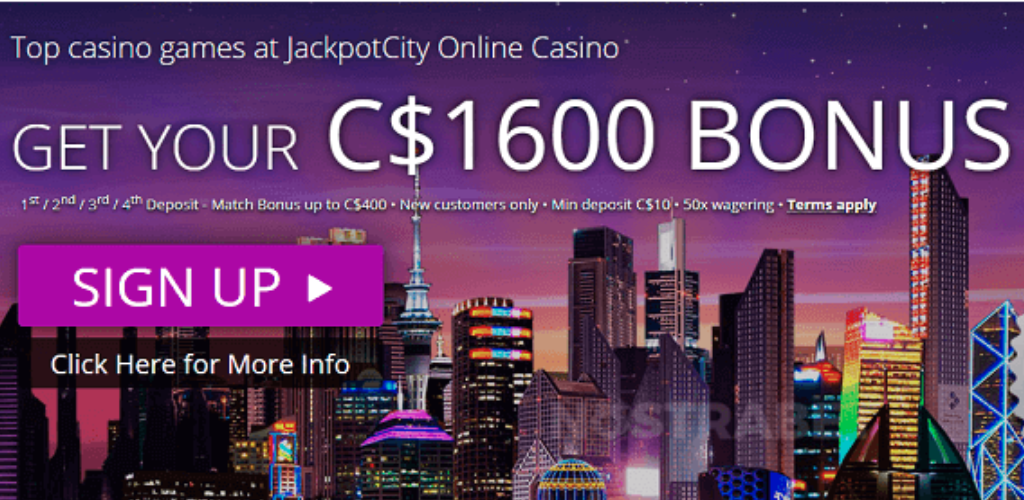 Top casino games at JackpotCity Online Casino
GET YOUR C$1600 BONUS
1st / 2nd / 3rd / 4th Deposit - Match Bonus up to C$400 • New customers only • Min deposit C$10 • 50x wagering • Terms apply
SIGN UP
Click Here for More Info